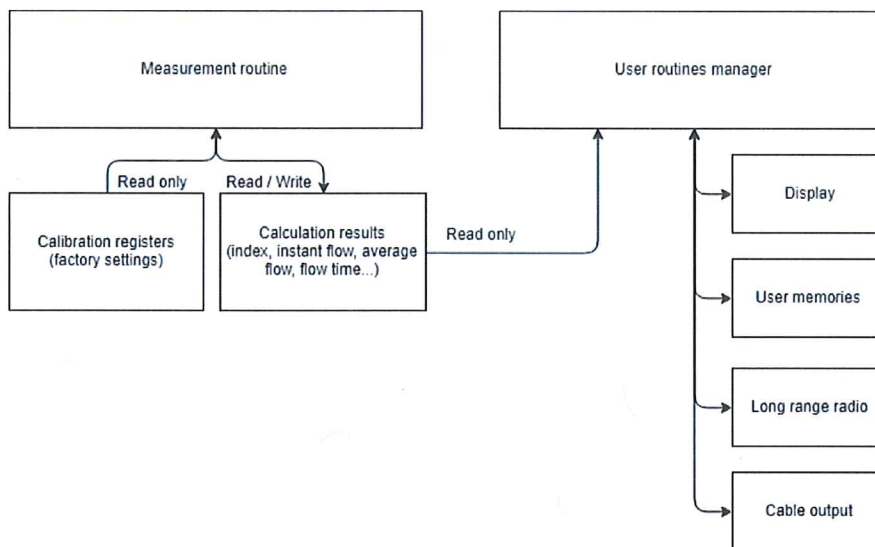 Measurement routine
User routines manager
Read only
Read / Write
Display
Calibration registers
(factory settings)
Calculation results
(index, instant flow, average
flow, flow time...)
Read only
User memories
Long range radio
Cable output